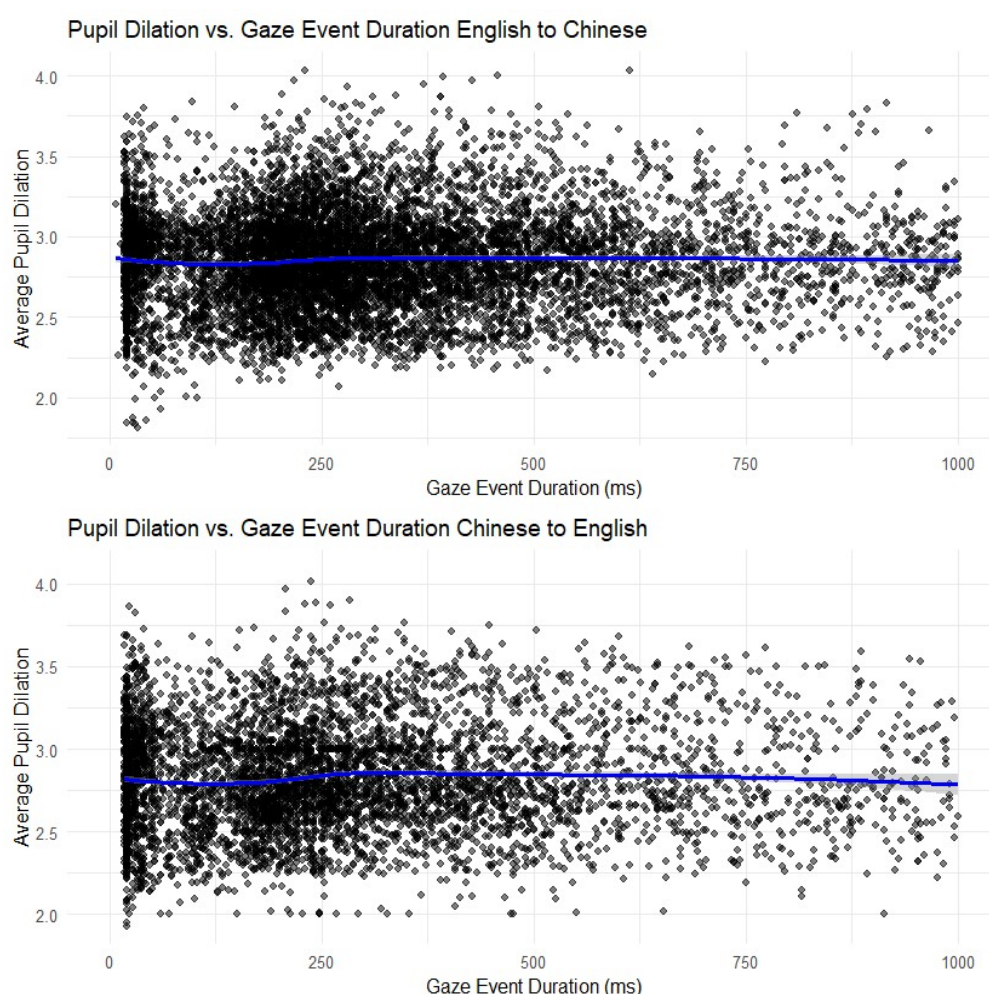 Pupil Dilation vs. Gaze Event Duration English to Chinese
4.0
3.5
3.0
2.5
2.0
Average Pupil Dilation
0 250 500 750 1000
Gaze Event Duration (ms)
Pupil Dilation vs. Gaze Event Duration Chinese to English
4.0
3.5
3.0
2.5
2.0
Average Pupil Dilation
0 250 500 750 1000
Gaze Event Duration (ms)